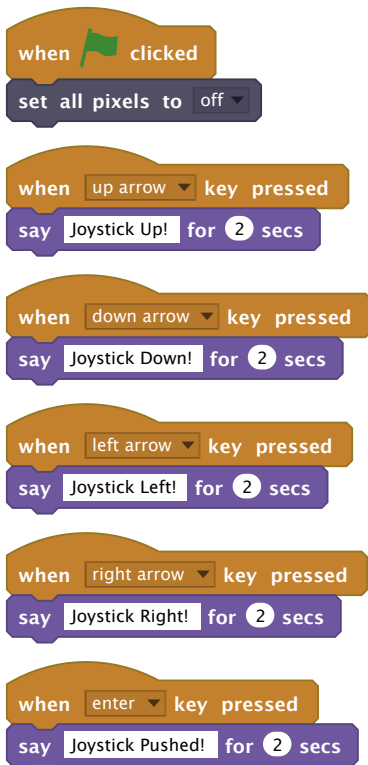 when clicked
set all pixels to off
when up arrow key pressed
say Joystick Up! for 2 secs
when down arrow key pressed
say Joystick Down! for 2 secs
when left arrow key pressed
say Joystick Left! for 2 secs
when right arrow key pressed
say Joystick Right! for 2 secs
when enter key pressed
say Joystick Pushed! for 2 secs